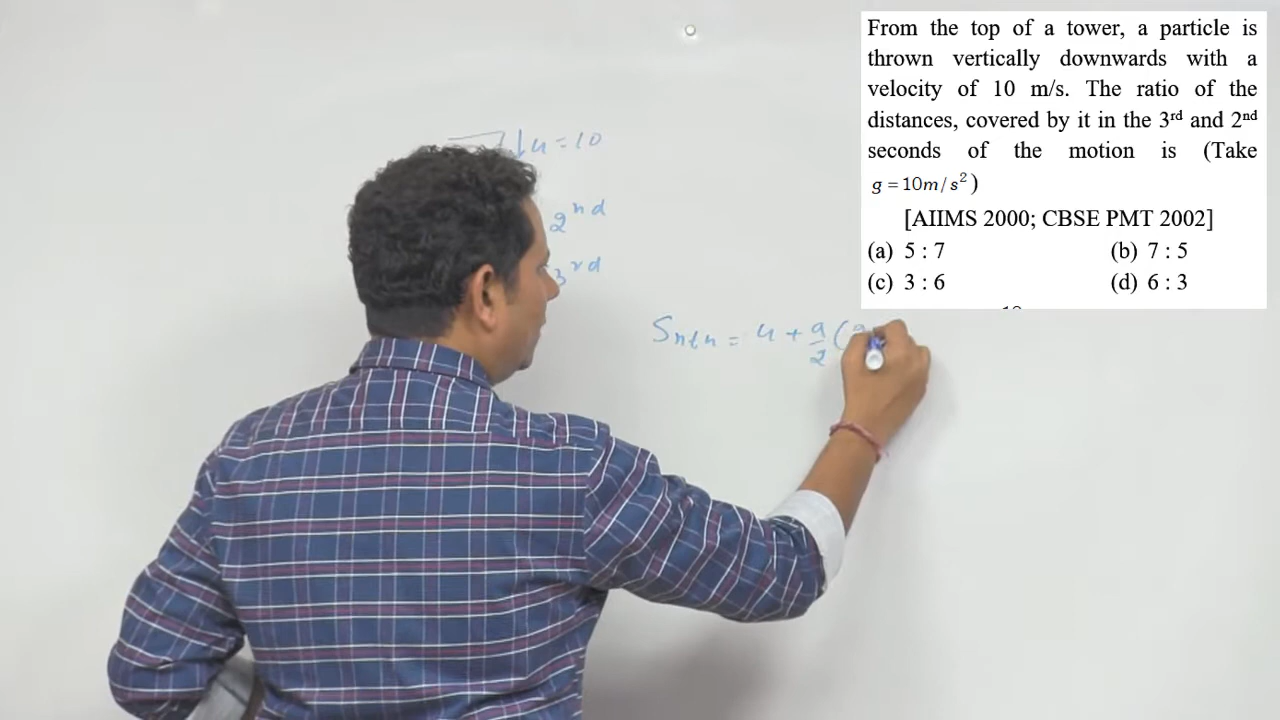 From the top of a tower, a particle is
thrown vertically downwards with a
velocity of 10 m/s. The ratio of the
distances, covered by it in the 3rd and 2nd
seconds of the motion is (Take
g = 10m/s²)
[AIIMS 2000; CBSE PMT 2002]
(a) 5 : 7 (b) 7 : 5
(c) 3 : 6 (d) 6 : 3
u = 10
2nd
3rd
Snth = u + a/2 (